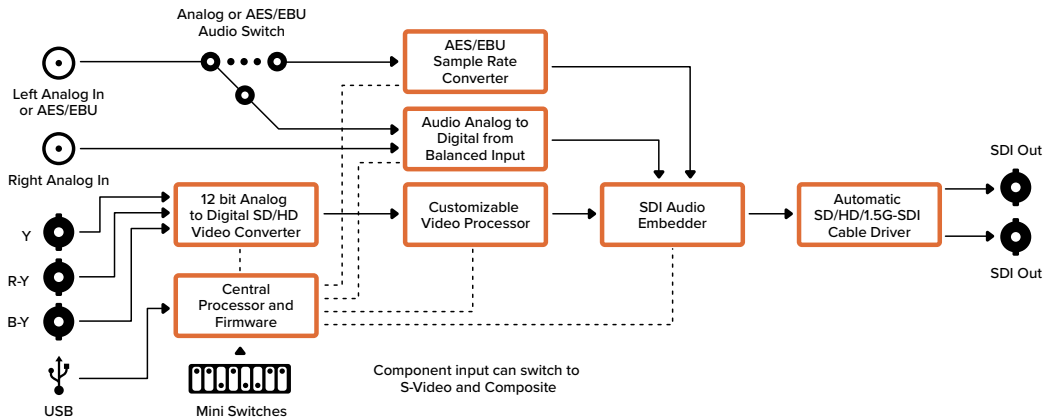 Analog or AES/EBU
Audio Switch
Left Analog In
or AES/EBU
Right Analog In
AES/EBU
Sample Rate
Converter
Audio Analog to
Digital from
Balanced Input
Y
R-Y
B-Y
USB
12 bit Analog
to Digital SD/HD
Video Converter
Customizable
Video Processor
SDI Audio
Embedder
Automatic
SD/HD/1.5G-SDI
Cable Driver
SDI Out
SDI Out
Central
Processor and
Firmware
Mini Switches
Component input can switch to
S-Video and Composite